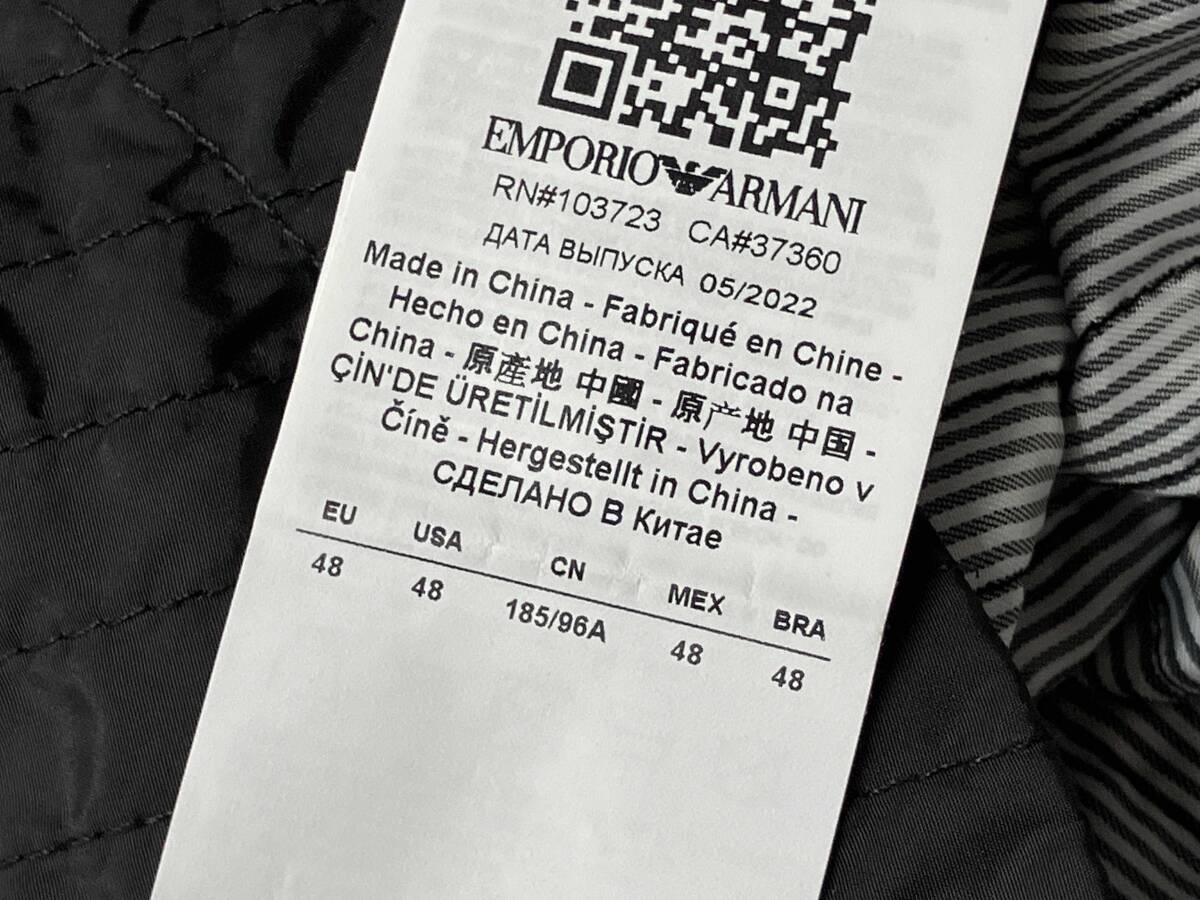 EMPORIO ARMANI
RN#103723 CA#37360
ДАТА ВЫПУСКА 05/2022
Made in China - Fabriqué en Chine -
Hecho en China - Fabricado na
China - 原產地 中國 - 原产地 中国 -
ÇİN'DE ÜRETİLMİŞTİR - Vyrobeno v
Číně - Hergestellt in China -
СДЕЛАНО В Китае
EU USA CN MEX BRA
48 48 185/96A 48 48